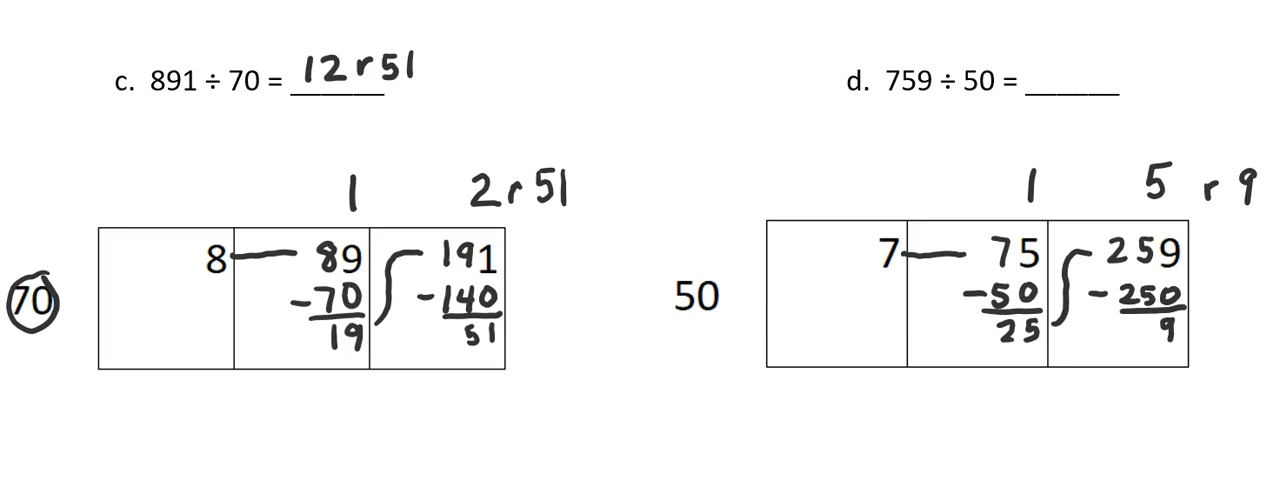 c. 891 ÷ 70 = 12 r 51
1 2 r 51
70
8 89 191
-70 -140
19 51
d. 759 ÷ 50 = ______
1 5 r 9
50
7 75 259
-50 -250
25 9